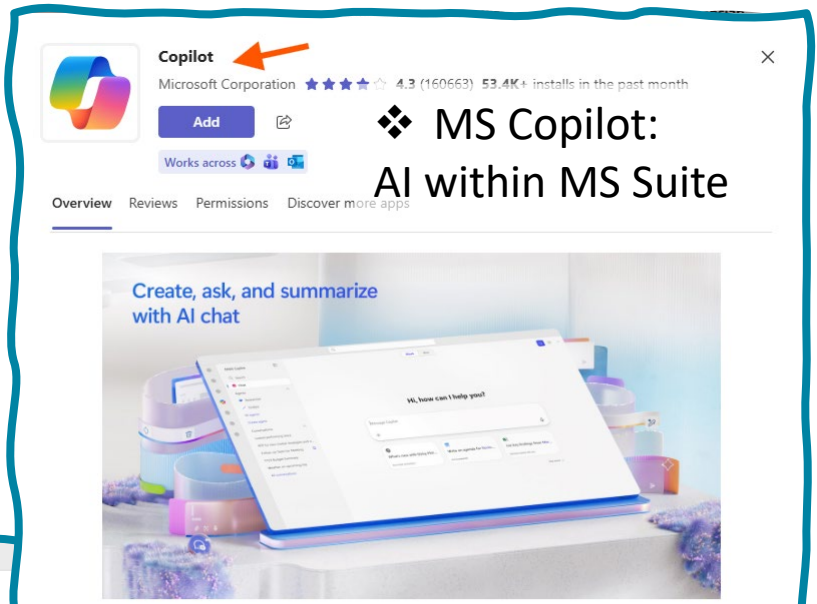 Copilot
Microsoft Corporation 4.3 (160663) 53.4K+ installs in the past month
Add
❖ MS Copilot:
AI within MS Suite
Works across
Overview Reviews Permissions Discover more apps
Create, ask, and summarize
with AI chat
Hi, how can I help you?